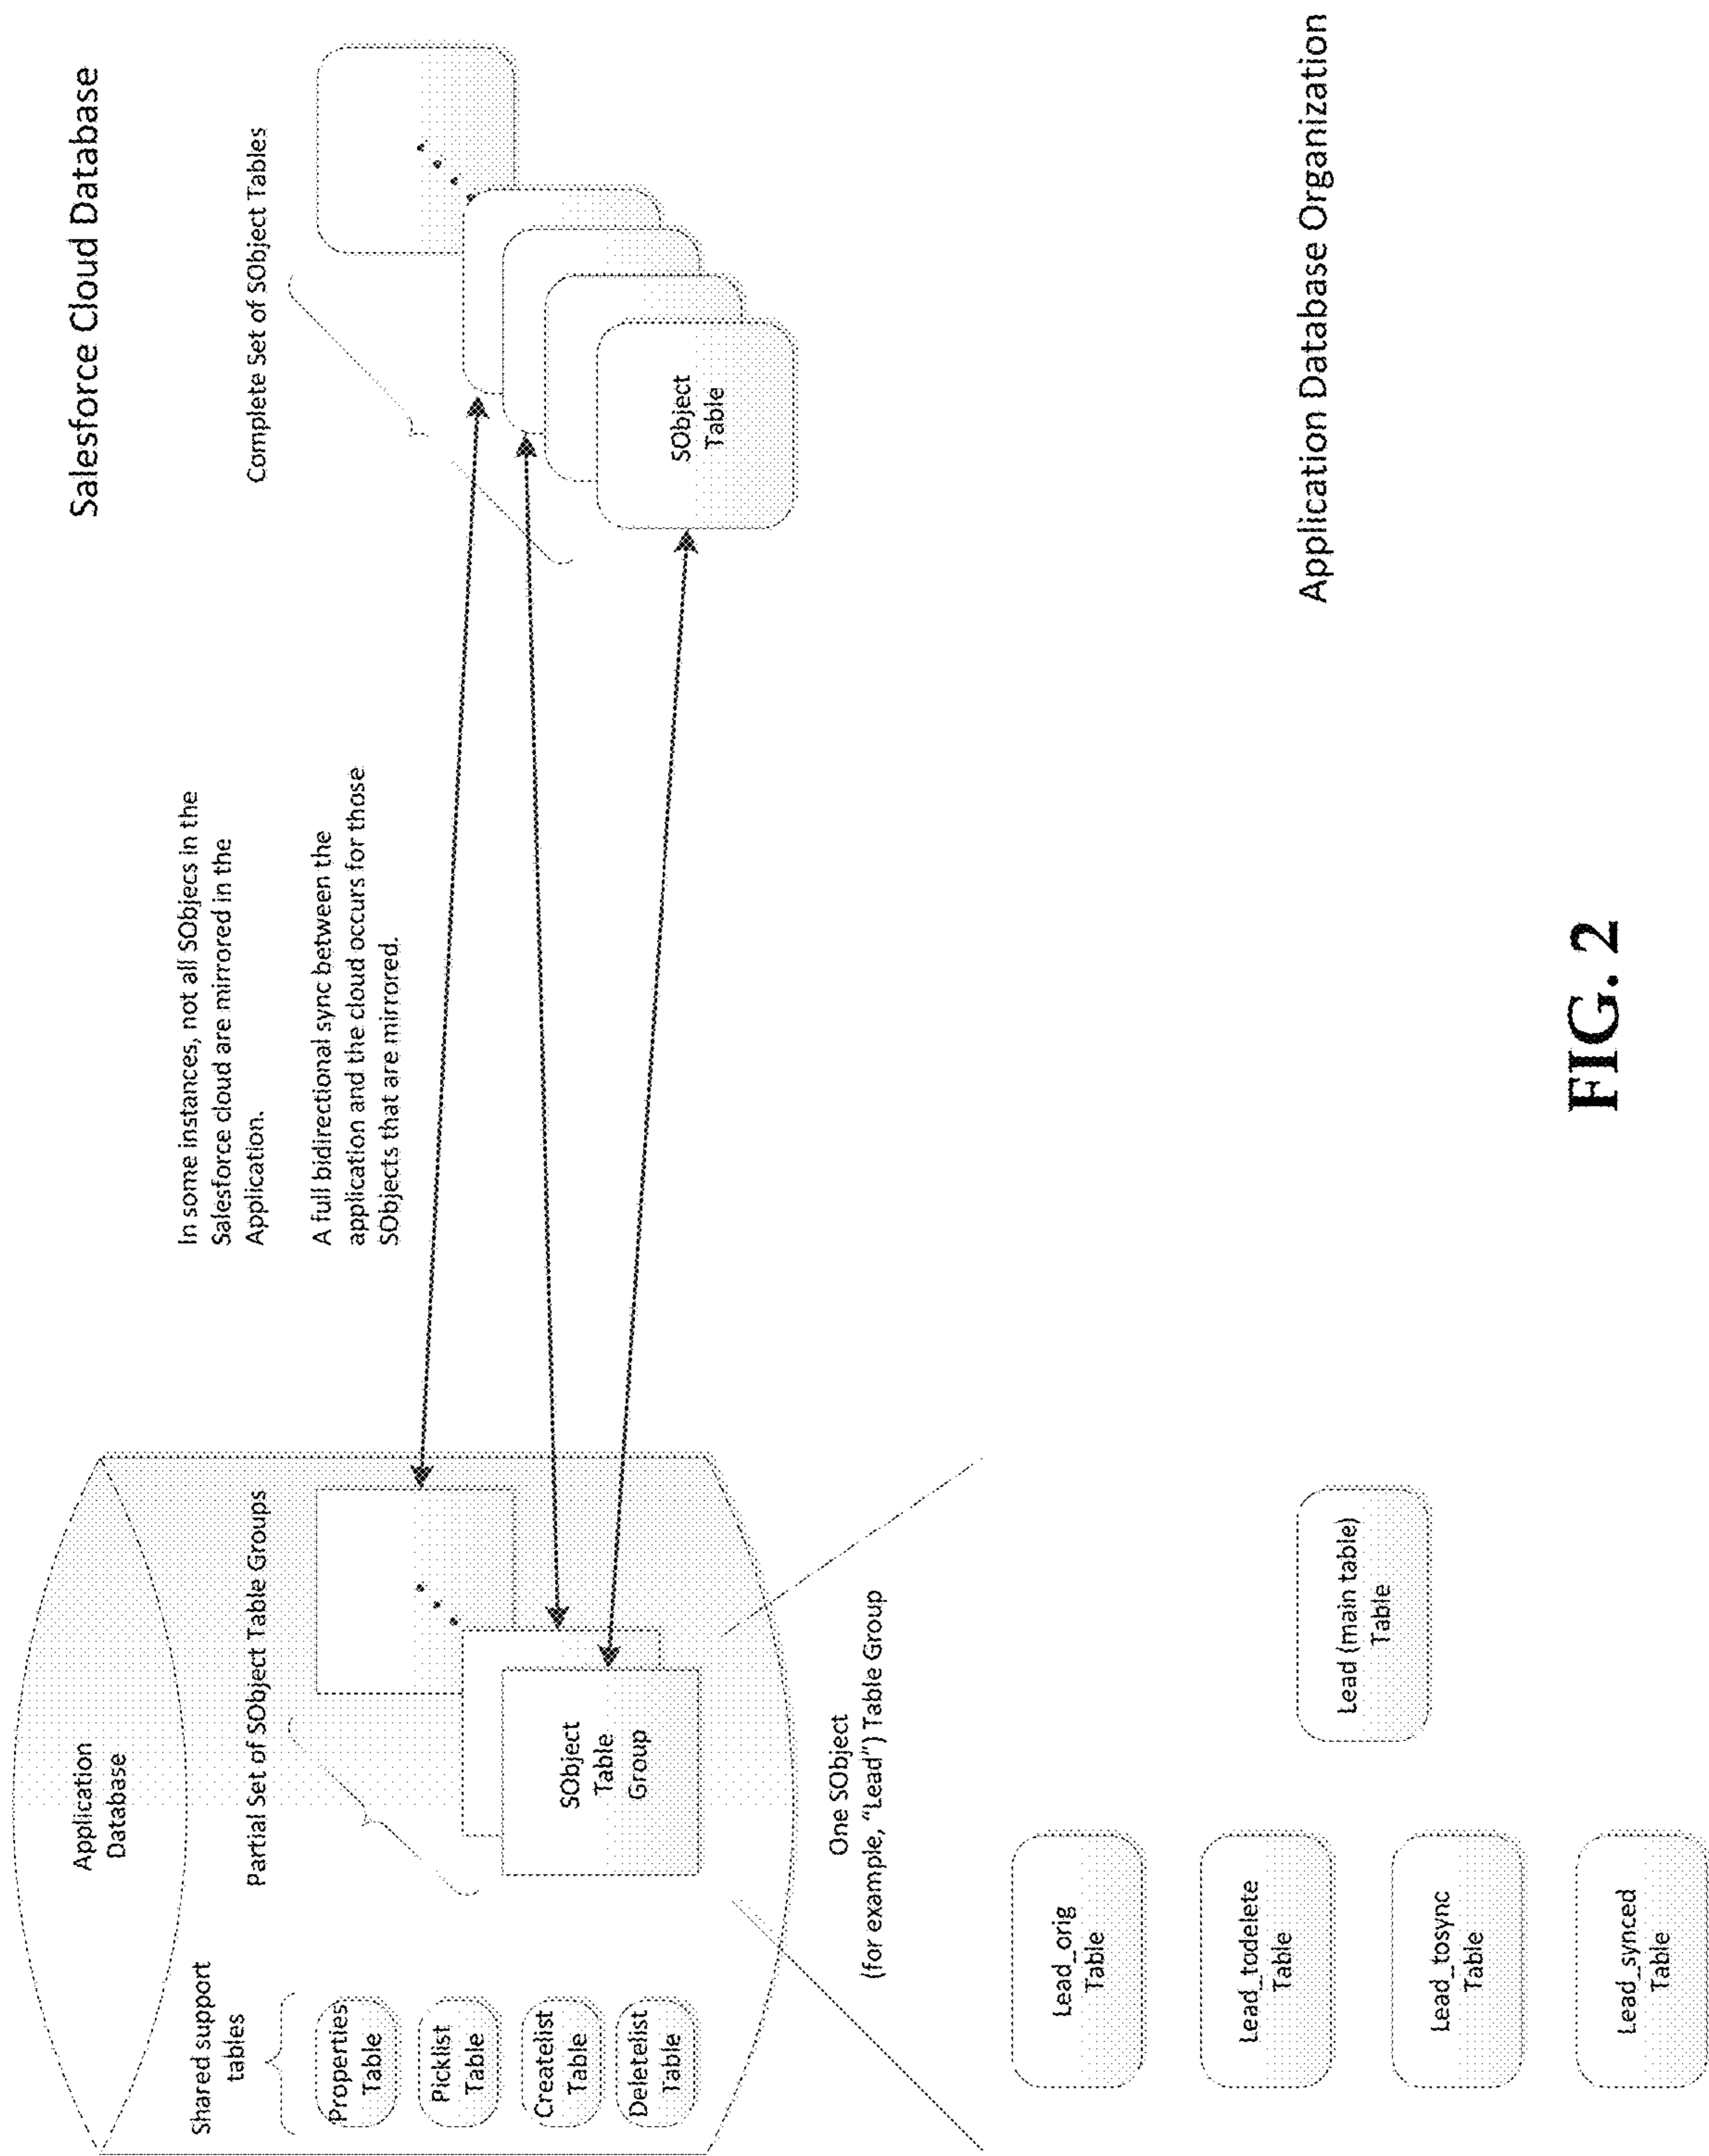 Salesforce Cloud Database
Application
Database
Shared support
tables
Partial Set of SObject Table Groups
In some instances, not all SObjecs in the
Salesforce cloud are mirrored in the
Application.
A full bidirectional sync between the
application and the cloud occurs for those
SObjects that are mirrored.
Complete Set of SObject Tables
Properties
Table
Picklist
Table
Createlist
Table
Deletelist
Table
SObject
Table
Group
SObject
Table
One SObject
(for example, "Lead") Table Group
Lead_orig
Table
Lead_todelete
Table
Lead_tosync
Table
Lead_synced
Table
Lead (main table)
Table
Application Database Organization
FIG. 2